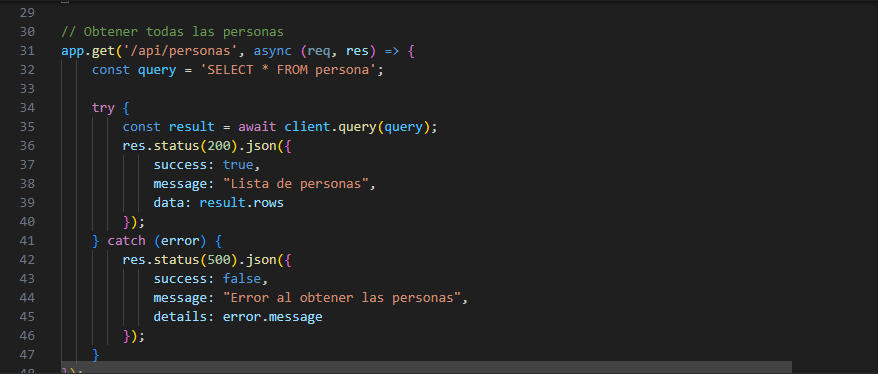 29
30 // Obtener todas las personas
31 app.get('/api/personas', async (req, res) => {
32 const query = 'SELECT * FROM persona';
33
34 try {
35 const result = await client.query(query);
36 res.status(200).json({
37 success: true,
38 message: "Lista de personas",
39 data: result.rows
40 });
41 } catch (error) {
42 res.status(500).json({
43 success: false,
44 message: "Error al obtener las personas",
45 details: error.message
46 });
47 }
48 });